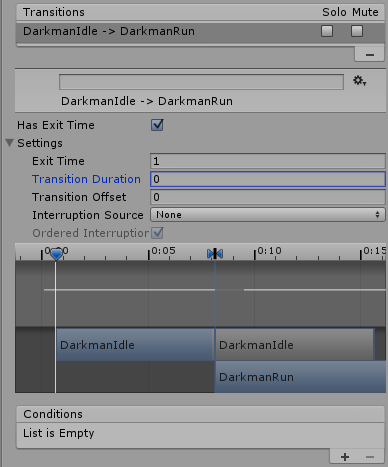 Transitions Solo Mute
DarkmanIdle -> DarkmanRun
DarkmanIdle -> DarkmanRun
Has Exit Time
Settings
Exit Time 1
Transition Duration 0
Transition Offset 0
Interruption Source None
Ordered Interruption
0:00 0:05 0:10 0:15
DarkmanIdle DarkmanIdle
DarkmanRun
Conditions
List is Empty